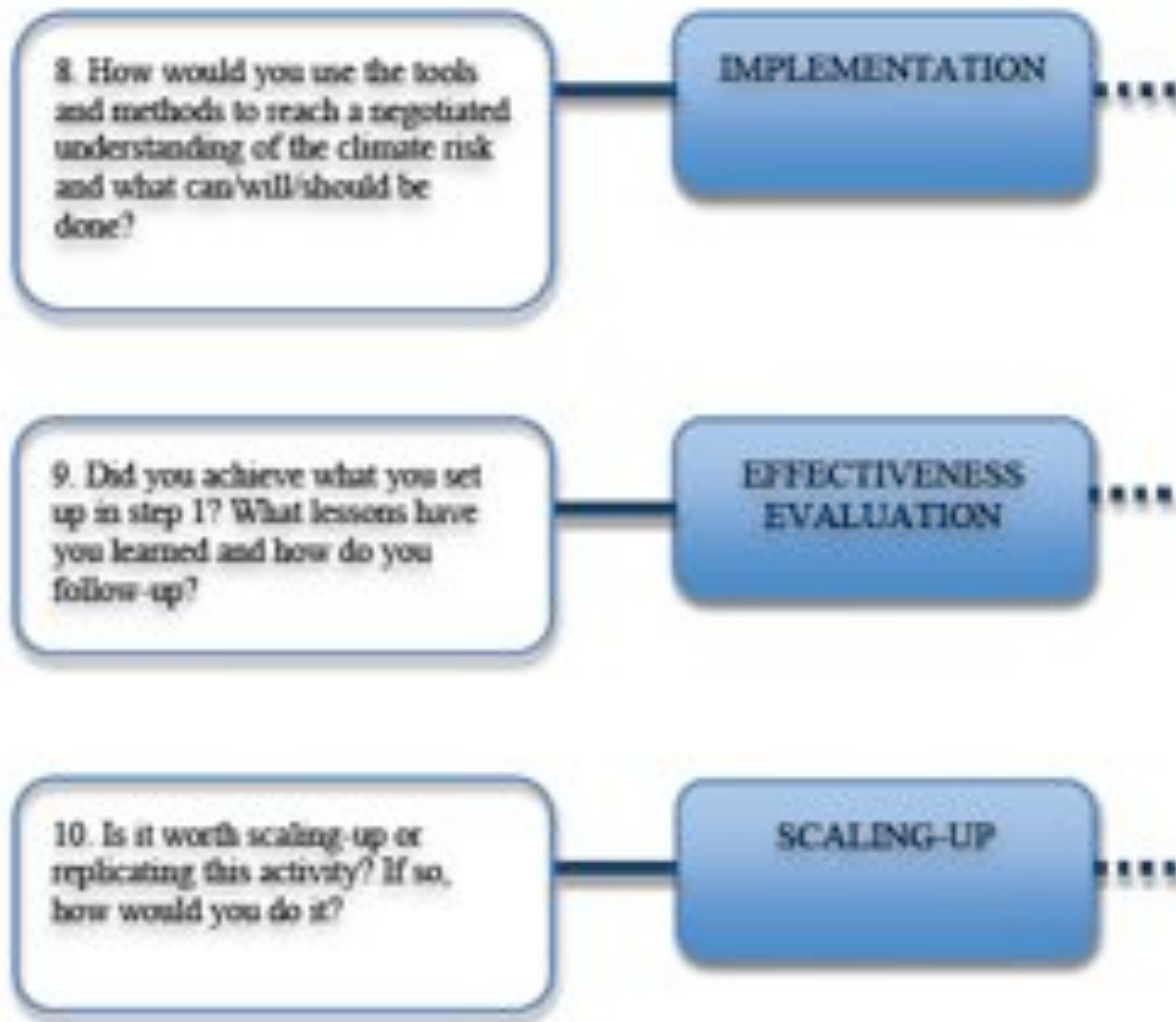 8. How would you use the tools
and methods to reach a negotiated
understanding of the climate risk
and what can/will/should be
done?
IMPLEMENTATION
9. Did you achieve what you set
up in step 1? What lessons have
you learned and how do you
follow-up?
EFFECTIVENESS
EVALUATION
10. Is it worth scaling-up or
replicating this activity? If so,
how would you do it?
SCALING-UP